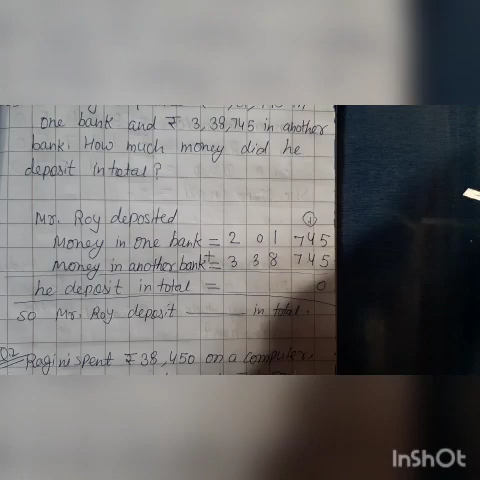 one bank and ₹ 3,38,745 in another
bank. How much money did he
deposit in total?
Mr. Roy deposited
1
Money in one bank = 2 0 1 7 4 5
Money in another bank = + 3 3 8 7 4 5
he deposit in total = 0
so Mr. Roy deposit ——— in total.
Q2 Ragini spent ₹ 38,450 on a computer,
InShOt